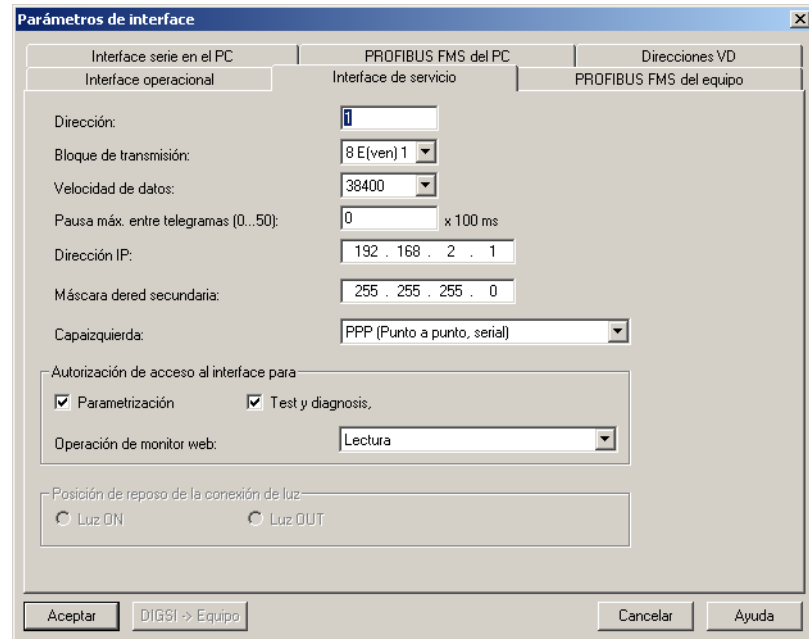 Parámetros de interface
Interface serie en el PC
PROFIBUS FMS del PC
Direcciones VD
Interface operacional
Interface de servicio
PROFIBUS FMS del equipo
Dirección: 1
Bloque de transmisión: 8 E(ven) 1
Velocidad de datos: 38400
Pausa máx. entre telegramas (0...50): 0 x 100 ms
Dirección IP: 192 . 168 . 2 . 1
Máscara dered secundaria: 255 . 255 . 255 . 0
Capaizquierda: PPP (Punto a punto, serial)
Autorización de acceso al interface para
Parametrización Test y diagnosis,
Operación de monitor web: Lectura
Posición de reposo de la conexión de luz
Luz ON Luz OUT
Aceptar DIGSI -> Equipo Cancelar Ayuda